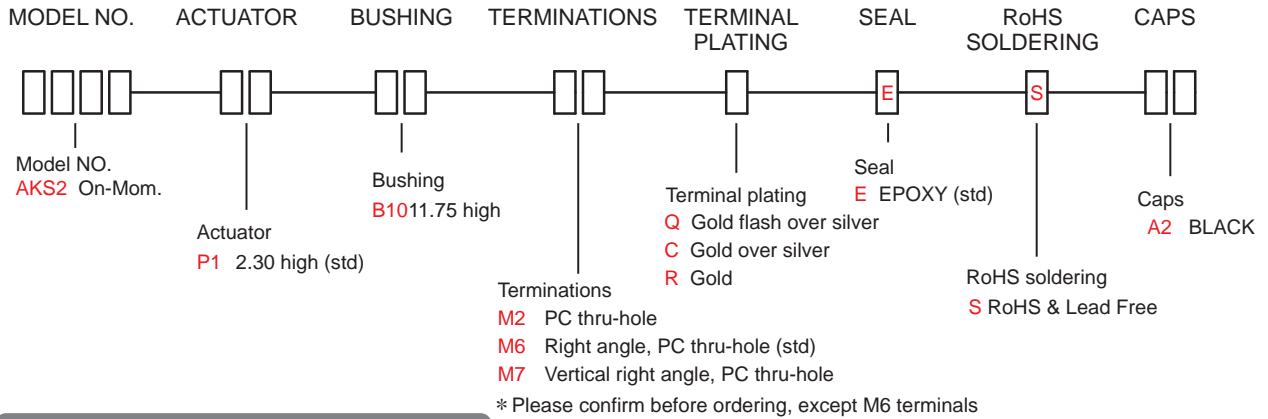 MODEL NO. ACTUATOR BUSHING TERMINATIONS TERMINAL PLATING SEAL RoHS SOLDERING CAPS
E S
Model NO.
AKS2 On-Mom.
Actuator
P1 2.30 high (std)
Bushing
B1011.75 high
Terminations
M2 PC thru-hole
M6 Right angle, PC thru-hole (std)
M7 Vertical right angle, PC thru-hole
* Please confirm before ordering, except M6 terminals
Terminal plating
Q Gold flash over silver
C Gold over silver
R Gold
Seal
E EPOXY (std)
RoHS soldering
S RoHS & Lead Free
Caps
A2 BLACK